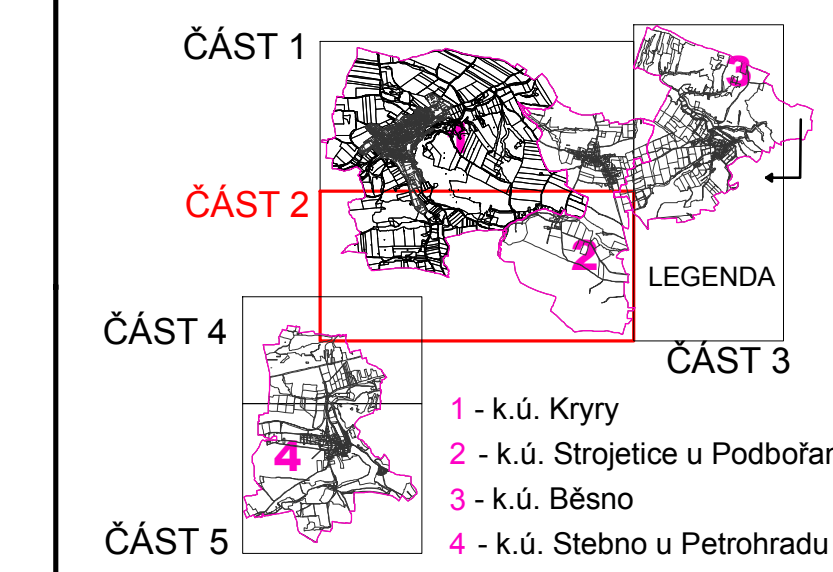 ČÁST 1
3
1
ČÁST 2
2
LEGENDA
ČÁST 4
ČÁST 3
1 - k.ú. Kryry
2 - k.ú. Strojetice u Podbořan
4
3 - k.ú. Běsno
ČÁST 5
4 - k.ú. Stebno u Petrohradu